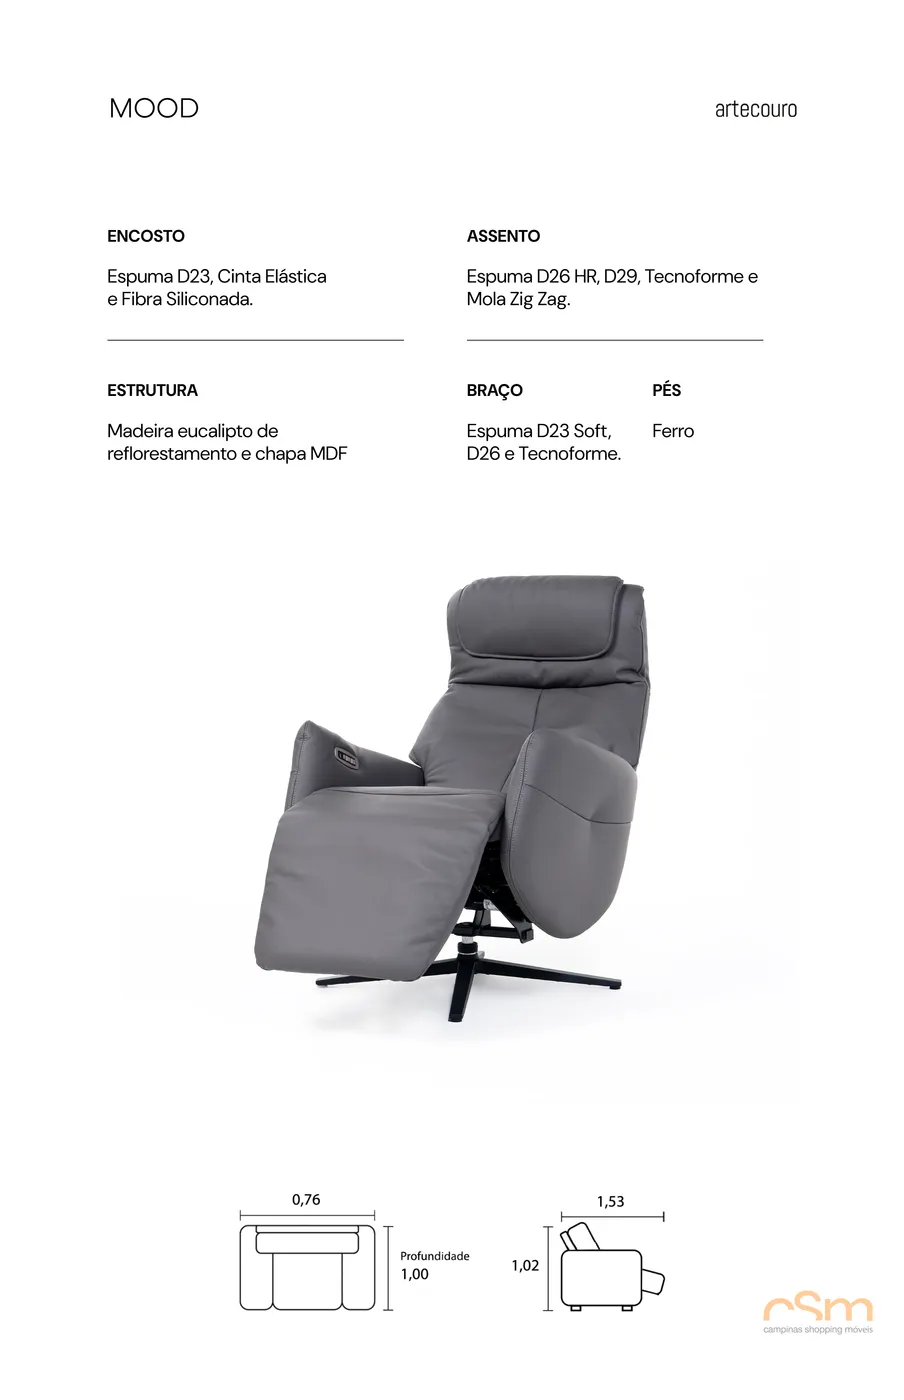 MOOD
artecouro
ENCOSTO
Espuma D23, Cinta Elástica
e Fibra Siliconada.
ASSENTO
Espuma D26 HR, D29, Tecnoforme e
Mola Zig Zag.
ESTRUTURA
Madeira eucalipto de
reflorestamento e chapa MDF
BRAÇO
Espuma D23 Soft,
D26 e Tecnoforme.
PÉS
Ferro
0,76
Profundidade
1,00
1,53
1,02
csm
campinas shopping móveis